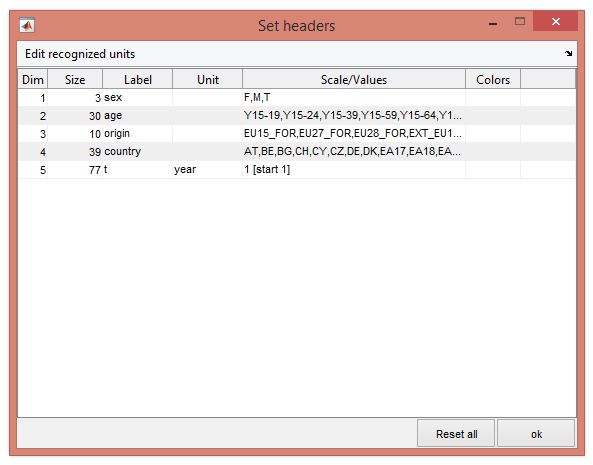 Set headers
Edit recognized units
Dim Size Label Unit Scale/Values Colors
1 3 sex F,M,T
2 30 age Y15-19,Y15-24,Y15-39,Y15-59,Y15-64,Y1...
3 10 origin EU15_FOR,EU27_FOR,EU28_FOR,EXT_EU1...
4 39 country AT,BE,BG,CH,CY,CZ,DE,DK,EA17,EA18,EA...
5 77 t year 1 [start 1]
Reset all ok